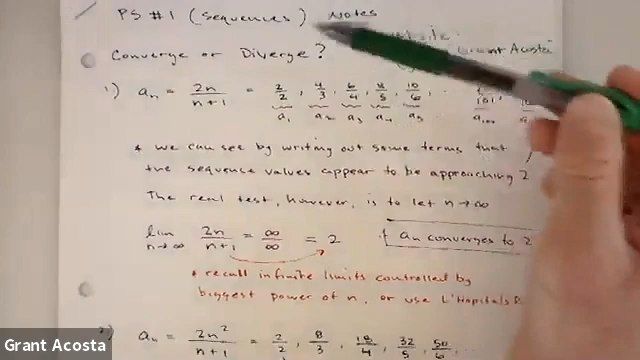 PS #1 (Sequences) Notes
Grant Acosta
Converge or Diverge?
1) an = 2n/n+1 = 2/2, 4/3, 6/4, 8/5, 10/6, ...
a1 a2 a3 a4 a5 a100
* we can see by writing out some terms that
the sequence values appear to be approaching 2
The real test, however, is to let n→∞
lim n→∞ 2n/n+1 = ∞/∞ = 2 { an converges to 2
* recall infinite limits controlled by
biggest power of n, or use L'Hopitals
2) an = 2n²/n+1 = 2/2, 8/3, 18/4, 32/5, 50/6, ...
Grant Acosta